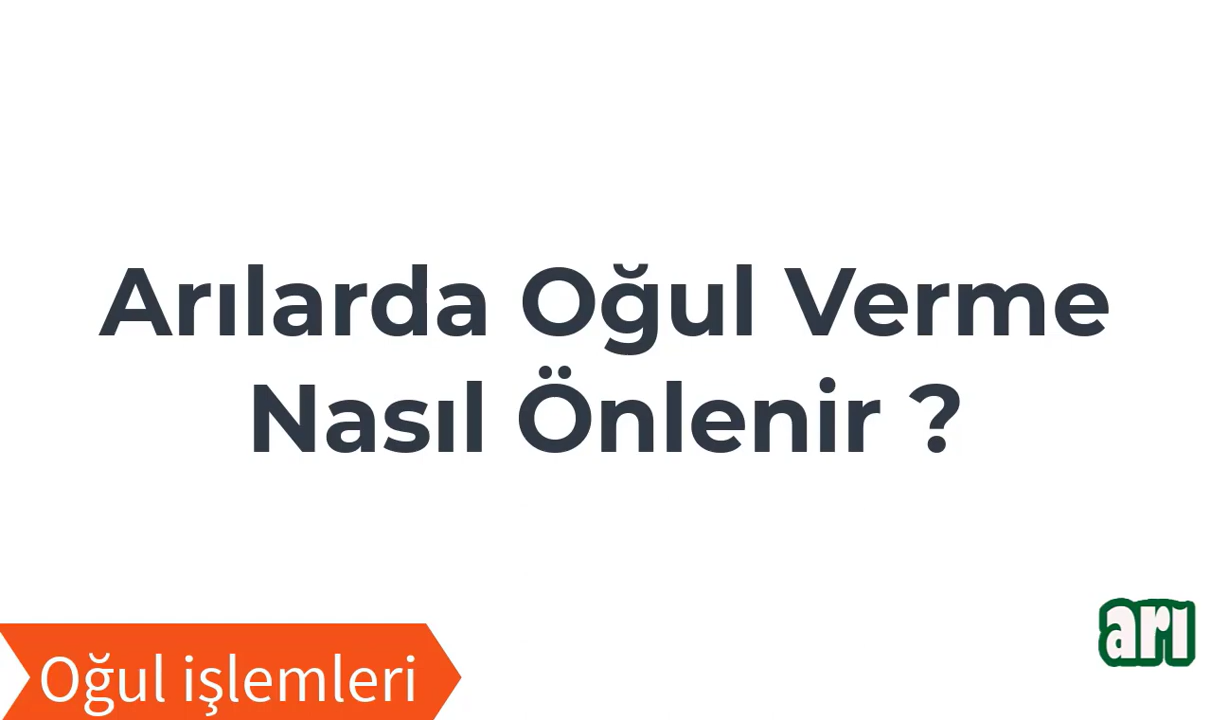 Arılarda Oğul Verme
Nasıl Önlenir ?
Oğul işlemleri
arı